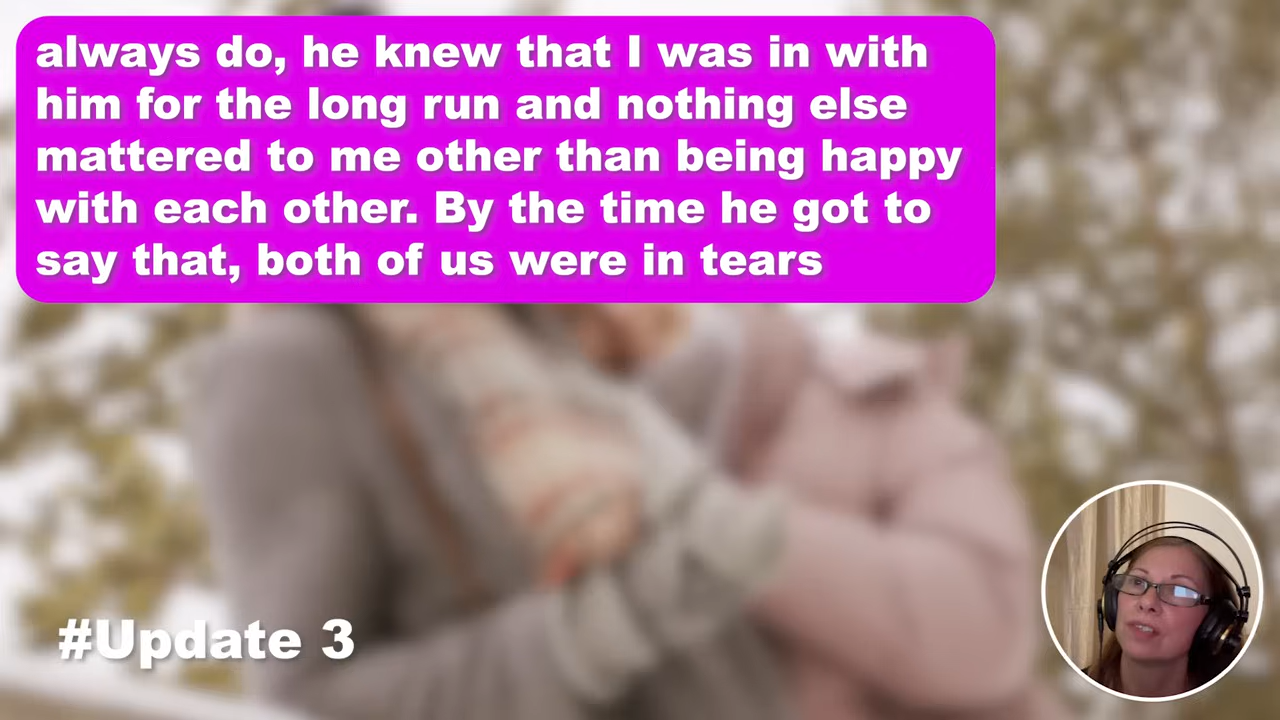 always do, he knew that I was in with
him for the long run and nothing else
mattered to me other than being happy
with each other. By the time he got to
say that, both of us were in tears
#Update 3